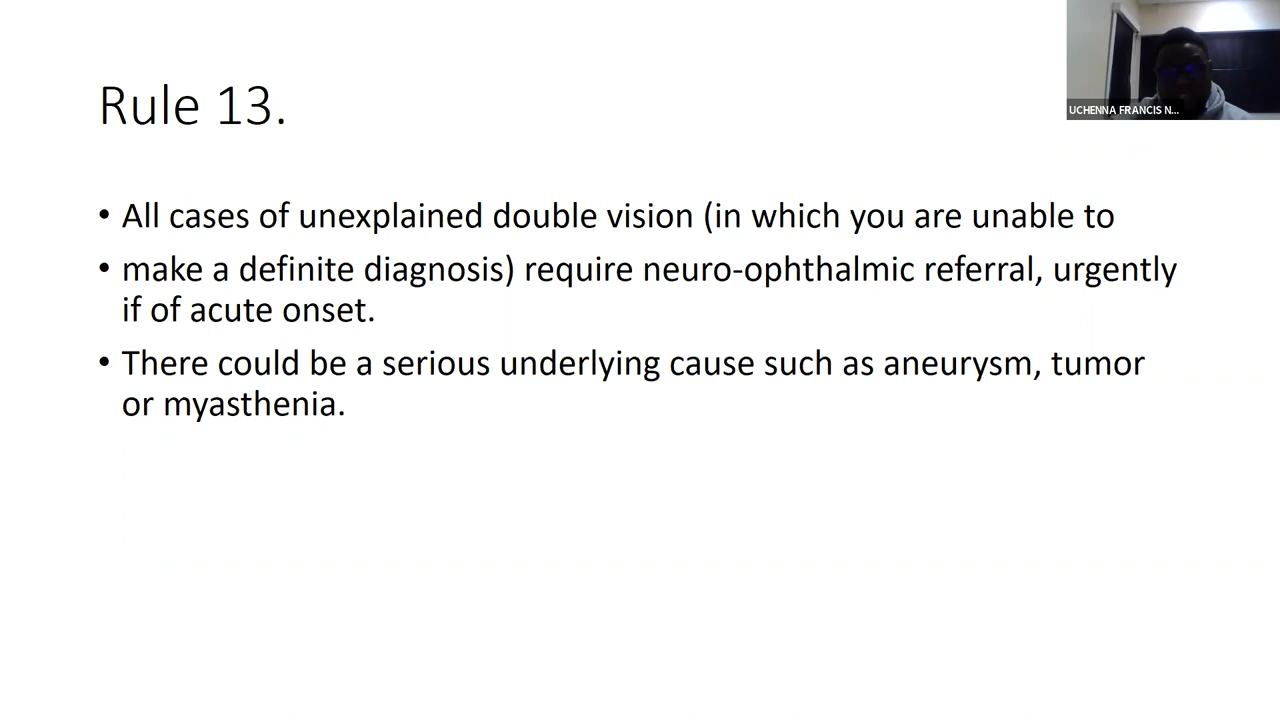 Rule 13.
UCHENNA FRANCIS N...
• All cases of unexplained double vision (in which you are unable to
• make a definite diagnosis) require neuro-ophthalmic referral, urgently
if of acute onset.
• There could be a serious underlying cause such as aneurysm, tumor
or myasthenia.